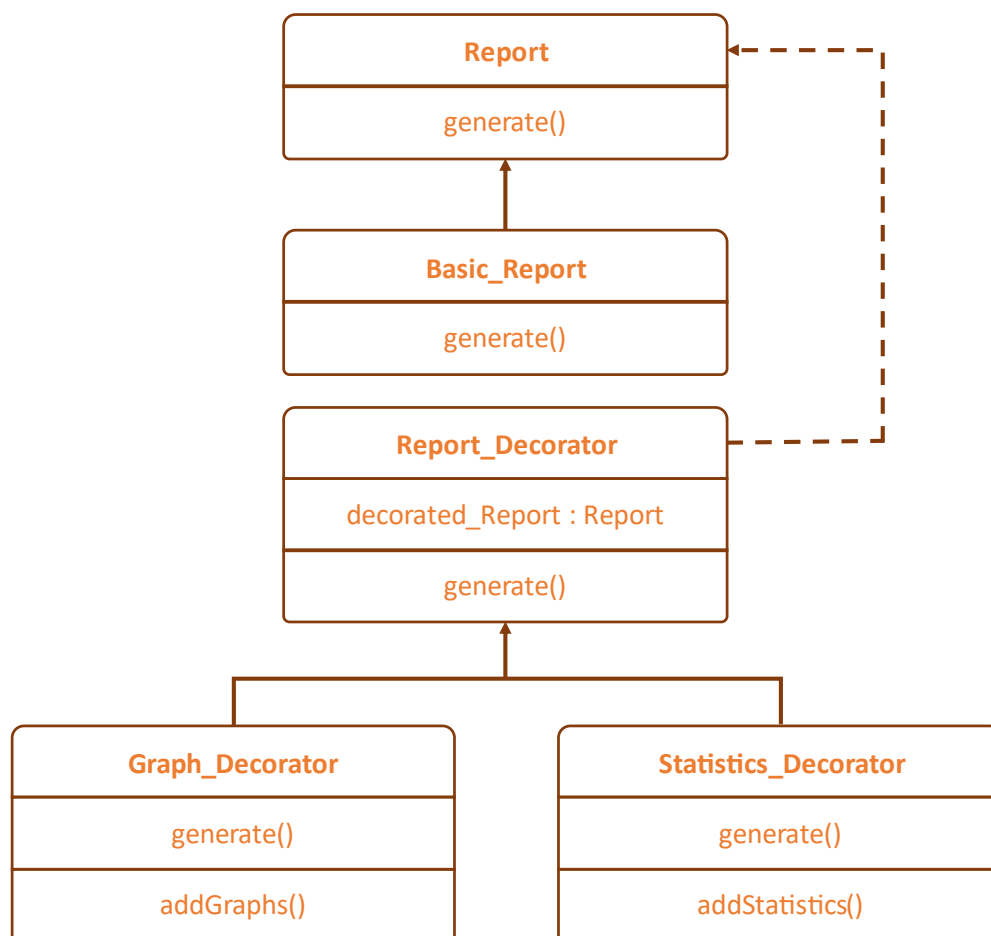 Report
generate()
Basic_Report
generate()
Report_Decorator
decorated_Report : Report
generate()
Graph_Decorator
generate()
addGraphs()
Statistics_Decorator
generate()
addStatistics()